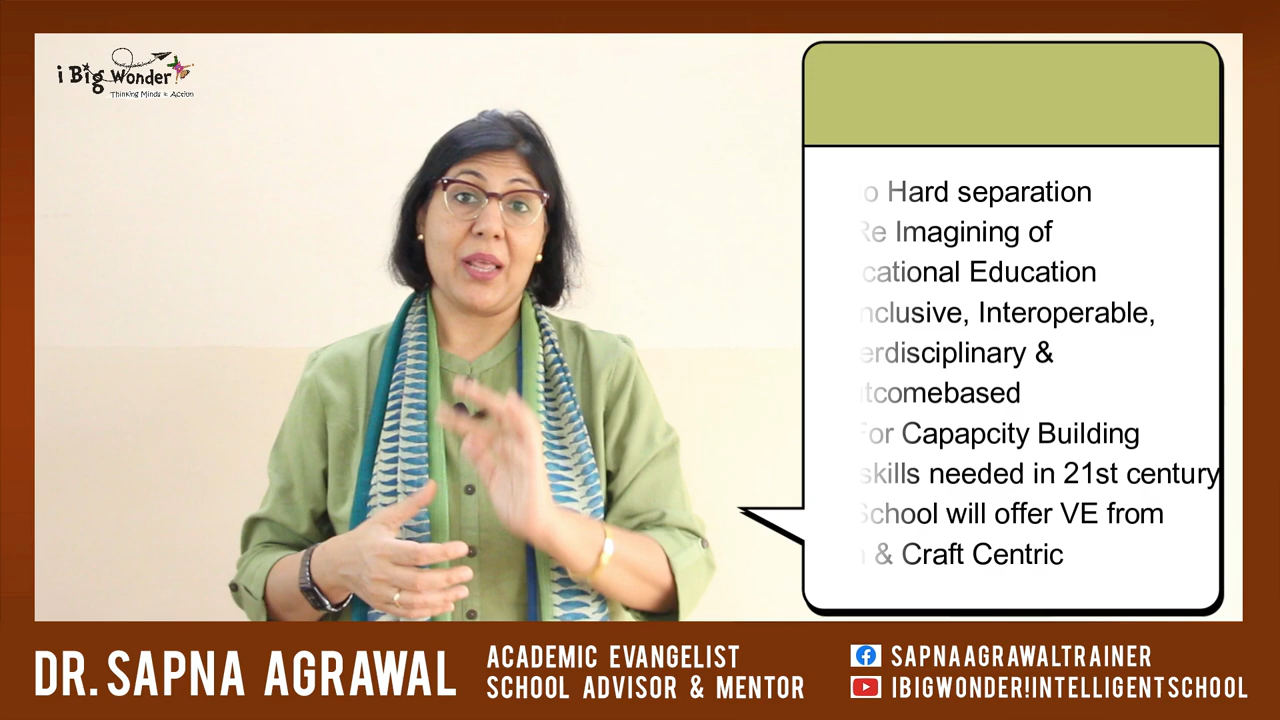 i Big Wonder!
Thinking Minds & Action
o Hard separation
Re Imagining of
cational Education
nclusive, Interoperable,
erdisciplinary &
tcomebased
For Capapcity Building
skills needed in 21st century
School will offer VE from
& Craft Centric
DR. SAPNA AGRAWAL
ACADEMIC EVANGELIST
SCHOOL ADVISOR & MENTOR
SAPNAAGRAWALTRAINER
IBIGWONDER!INTELLIGENTSCHOOL